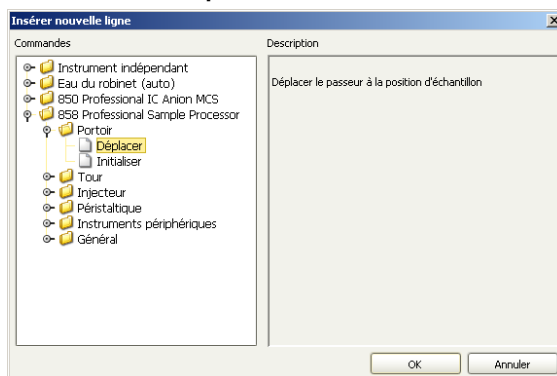 Insérer nouvelle ligne
Commandes
Description
Instrument indépendant
Eau du robinet (auto)
850 Professional IC Anion MCS
858 Professional Sample Processor
Portoir
Déplacer
Initialiser
Tour
Injecteur
Péristaltique
Instruments périphériques
Général
Déplacer le passeur à la position d'échantillon
OK
Annuler